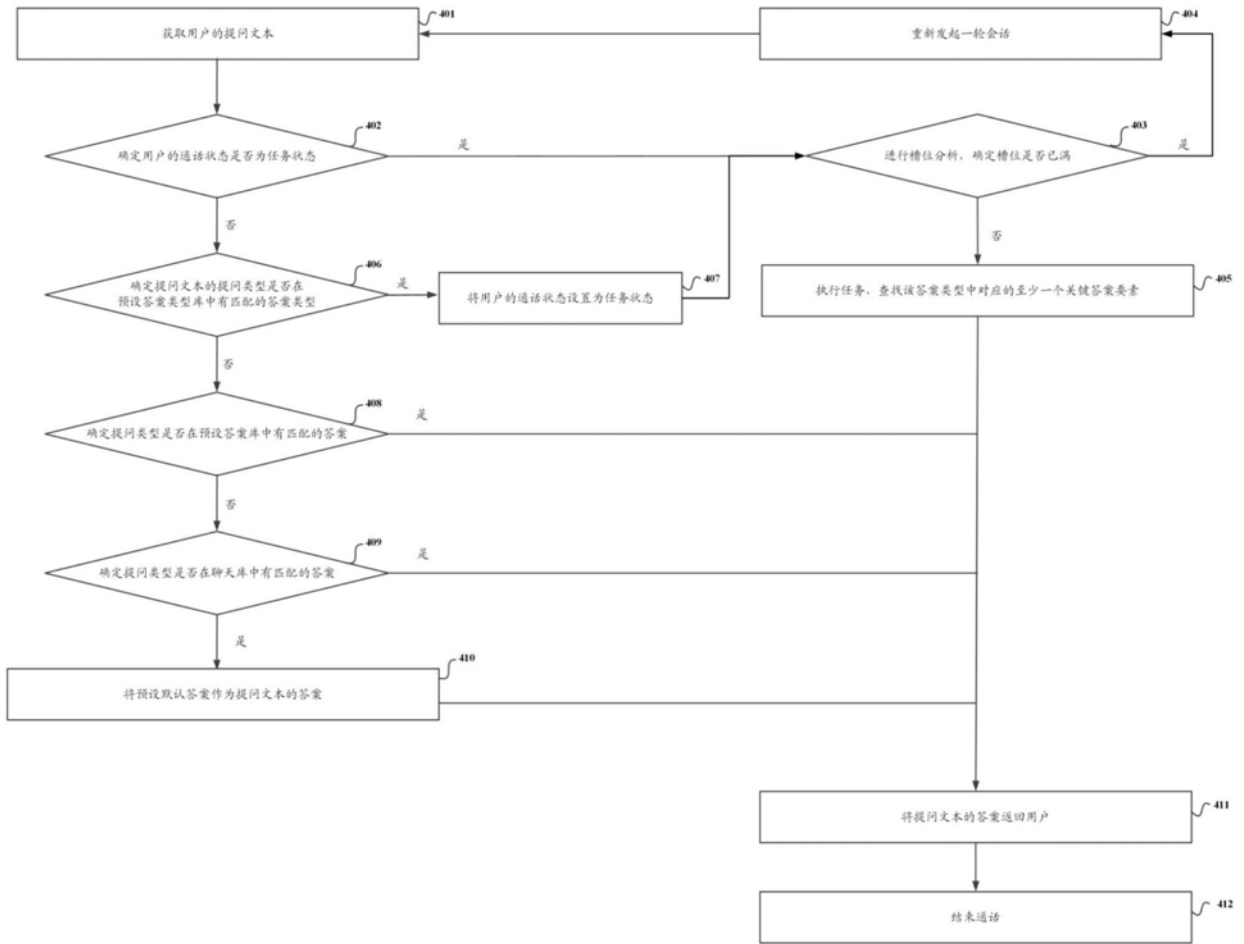 获取用户的提问文本
401
重新发起一轮会话
404
确定用户的通话状态是否为任务状态
402
是
进行槽位分析，确定槽位是否已满
403
是
否
否
确定提问文本的提问类型是否在
预设答案类型库中有匹配的答案类型
406
是
将用户的通话状态设置为任务状态
407
执行任务，查找该答案类型中对应的至少一个关键答案要素
405
否
确定提问类型是否在预设答案库中有匹配的答案
408
是
否
确定提问类型是否在聊天库中有匹配的答案
409
是
是
将预设默认答案作为提问文本的答案
410
将提问文本的答案返回用户
411
结束通话
412